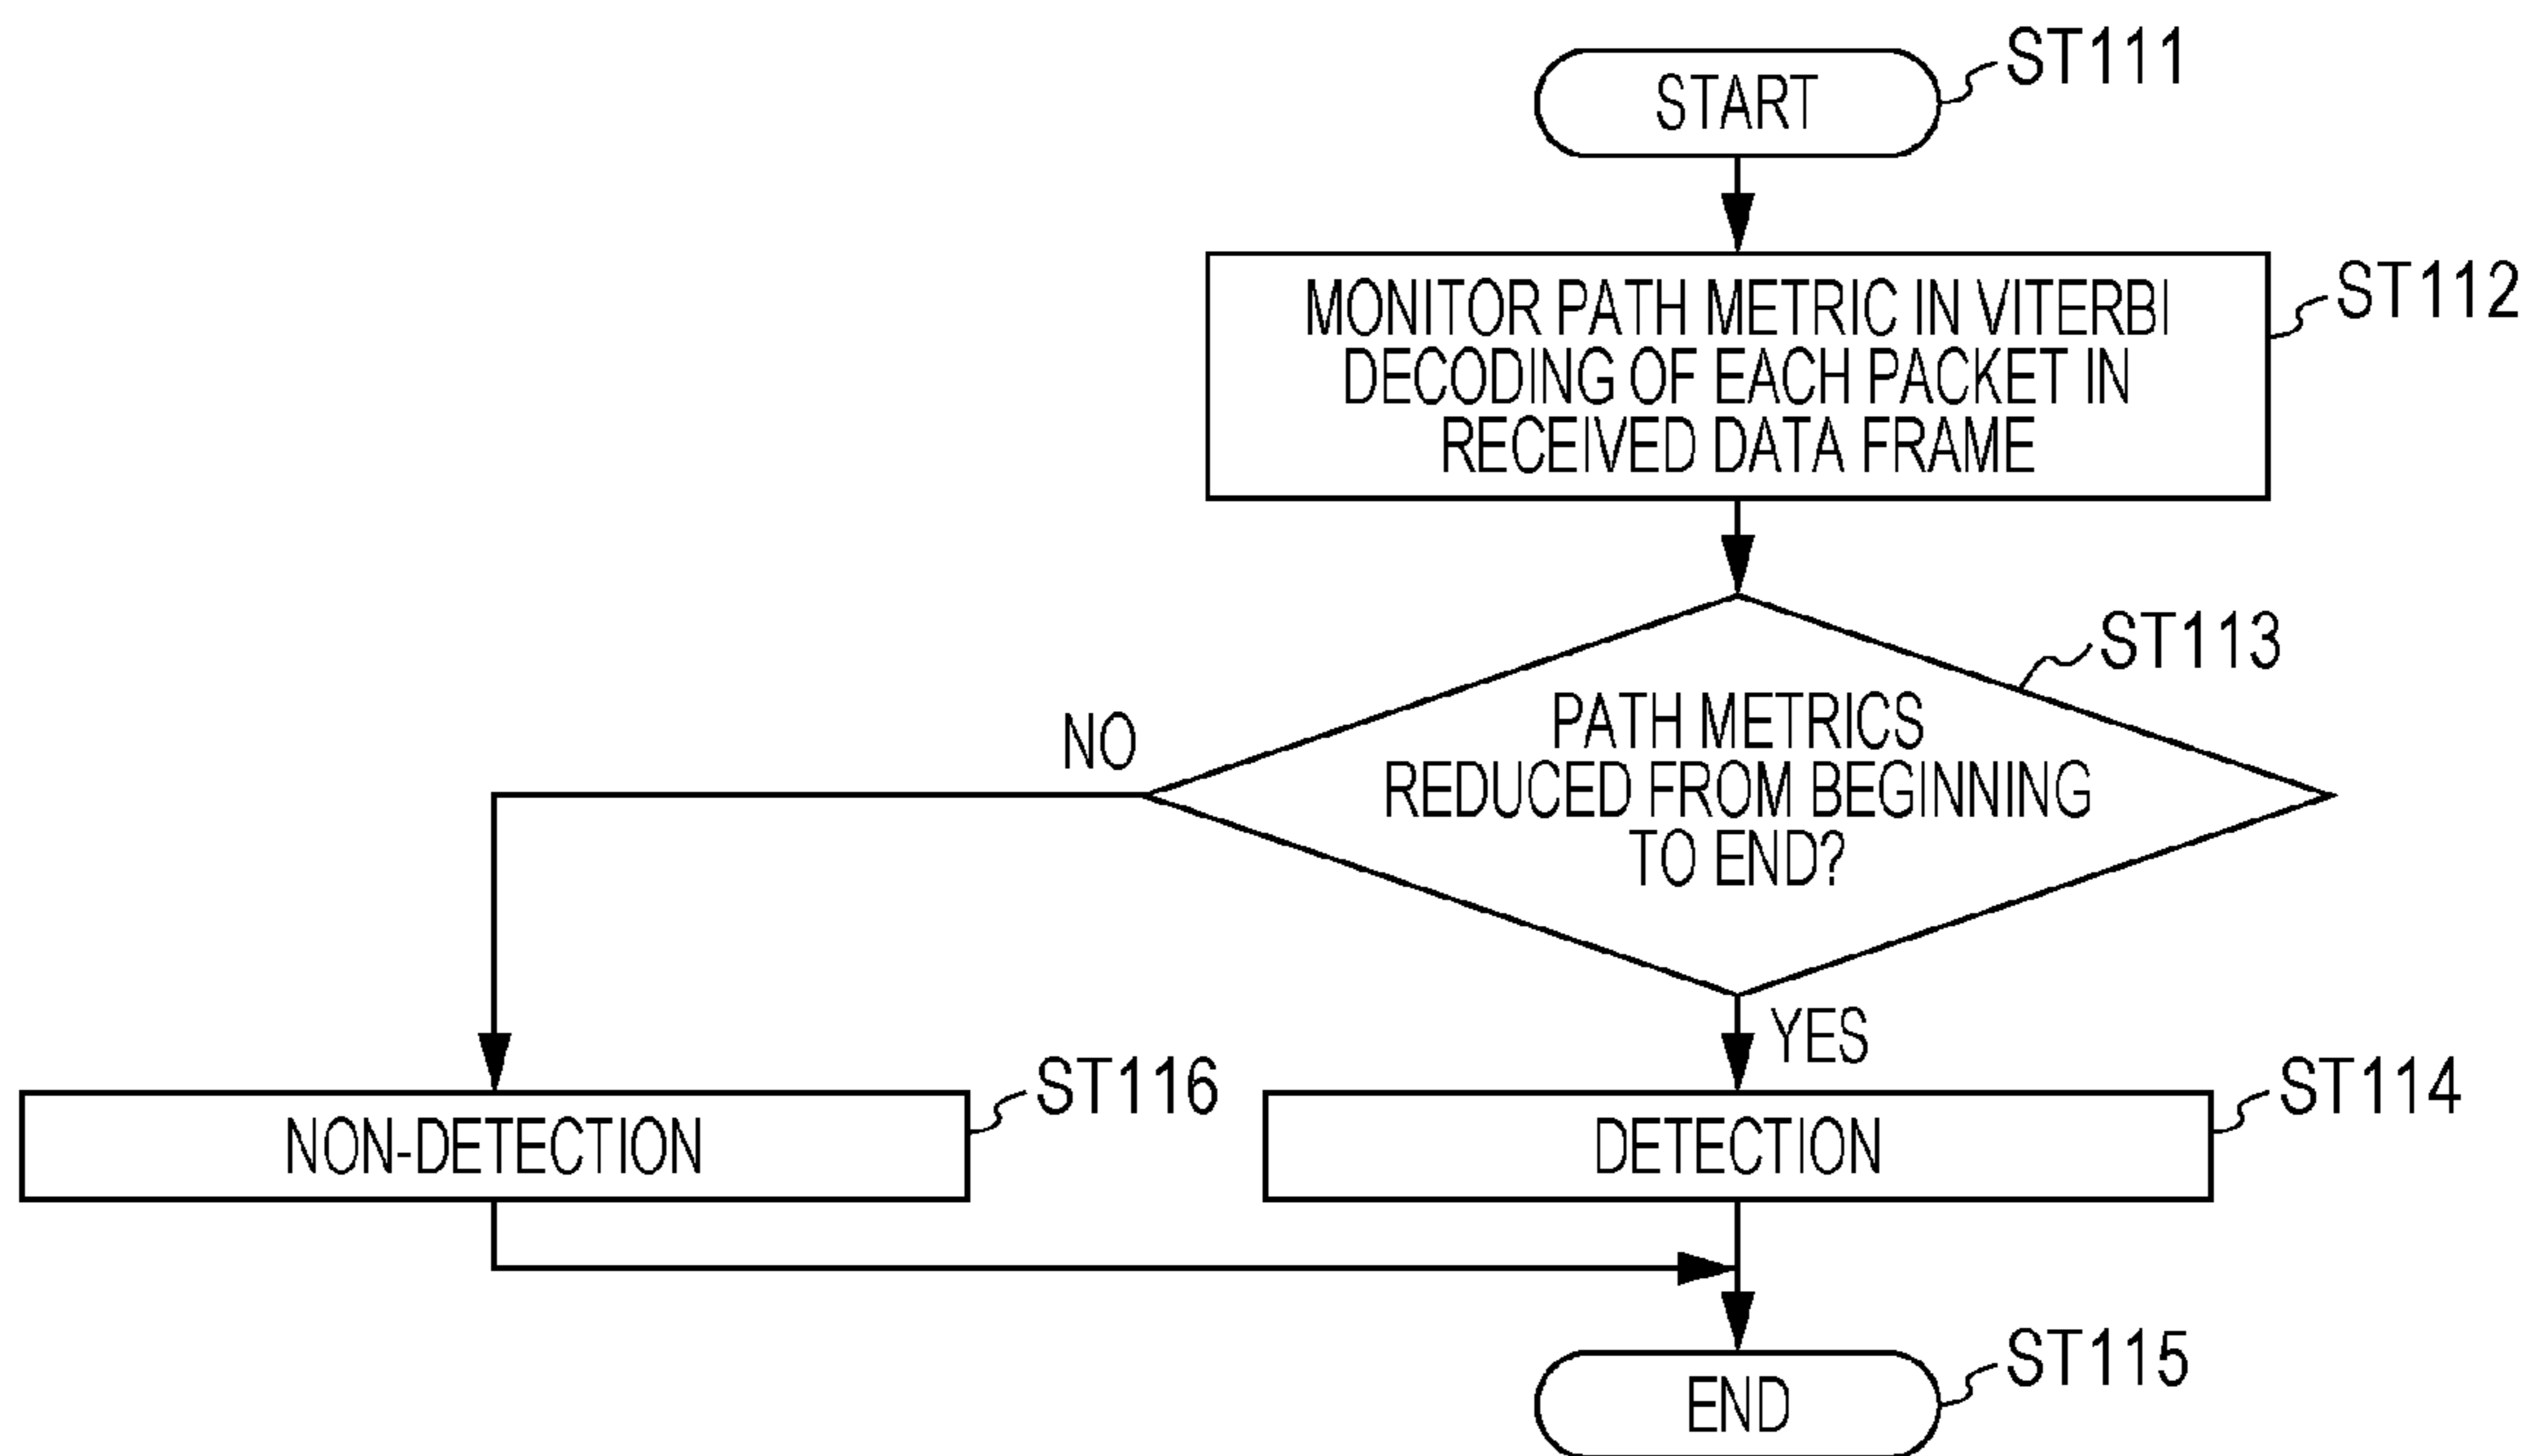 START
ST111
MONITOR PATH METRIC IN VITERBI
DECODING OF EACH PACKET IN
RECEIVED DATA FRAME
ST112
PATH METRICS
REDUCED FROM BEGINNING
TO END?
ST113
NO
YES
NON-DETECTION
ST116
DETECTION
ST114
END
ST115